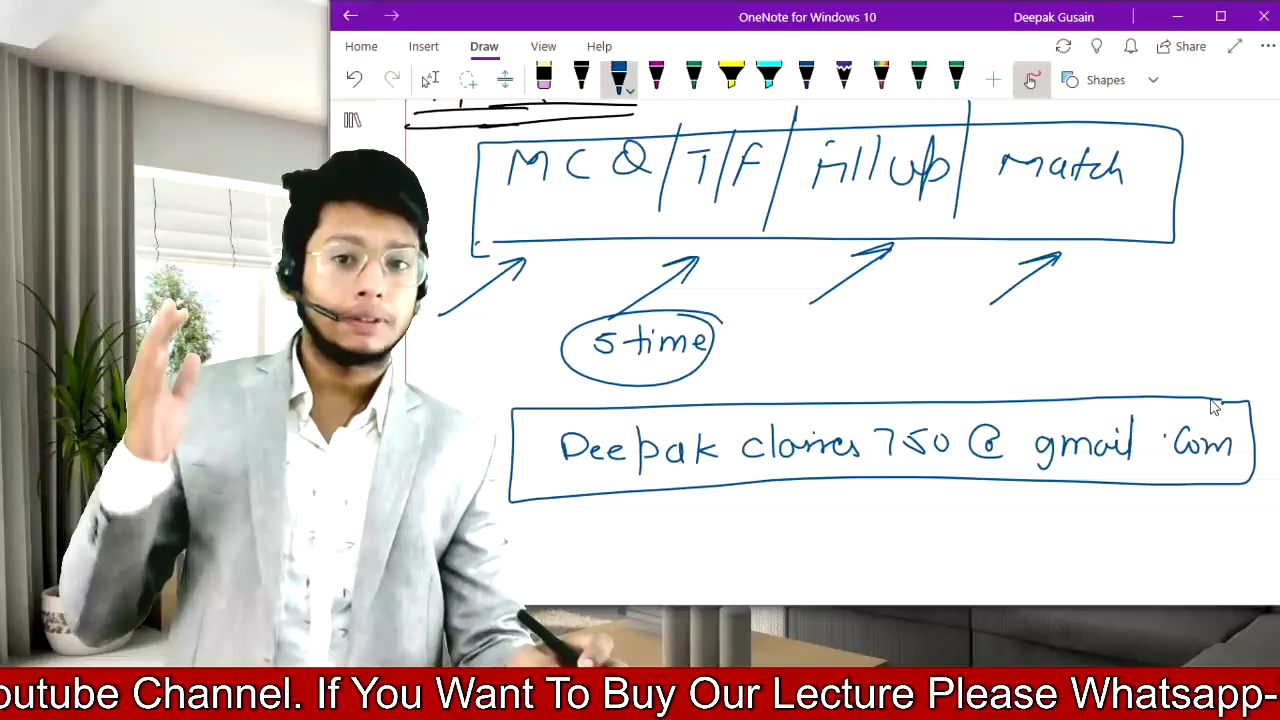 OneNote for Windows 10 Deepak Gusain
Home Insert Draw View Help Share
Shapes
MCQ / T/F / Fill up / Match
5 time
Deepak classes 750 @ gmail .com
outube Channel. If You Want To Buy Our Lecture Please Whatsapp-